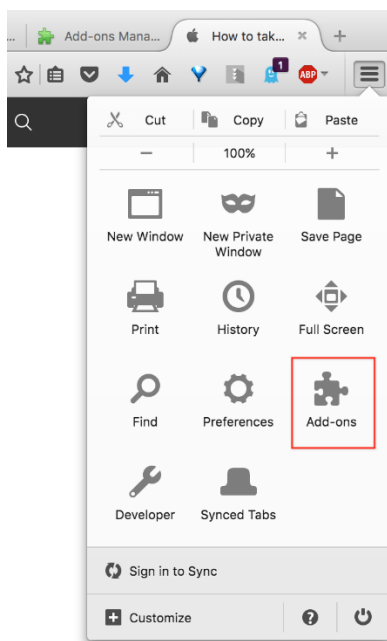 ... Add-ons Mana... How to tak... × +
1
ABP
Cut Copy Paste
− 100% +
New Window New Private Save Page
Window
Print History Full Screen
Find Preferences Add-ons
Developer Synced Tabs
Sign in to Sync
+ Customize ?